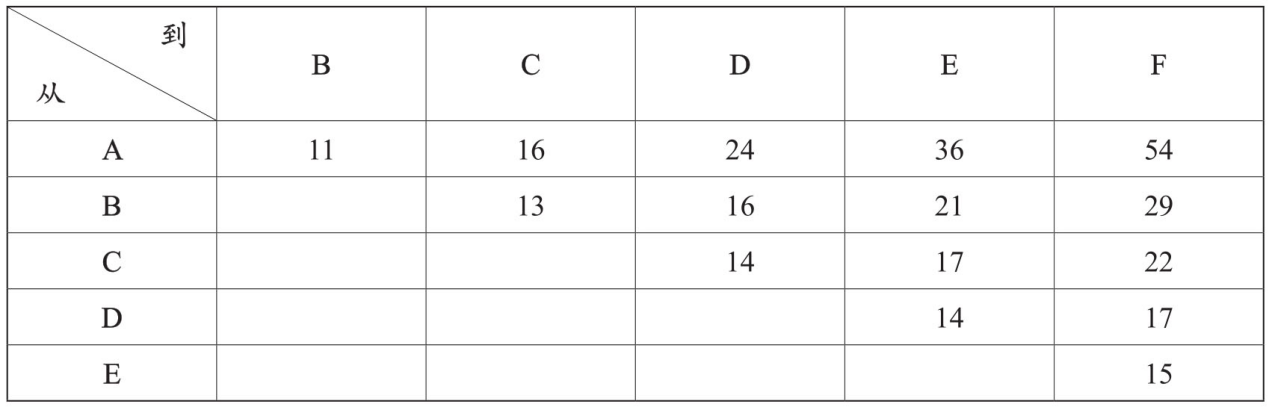 到
从
B C D E F
A 11 16 24 36 54
B 13 16 21 29
C 14 17 22
D 14 17
E 15